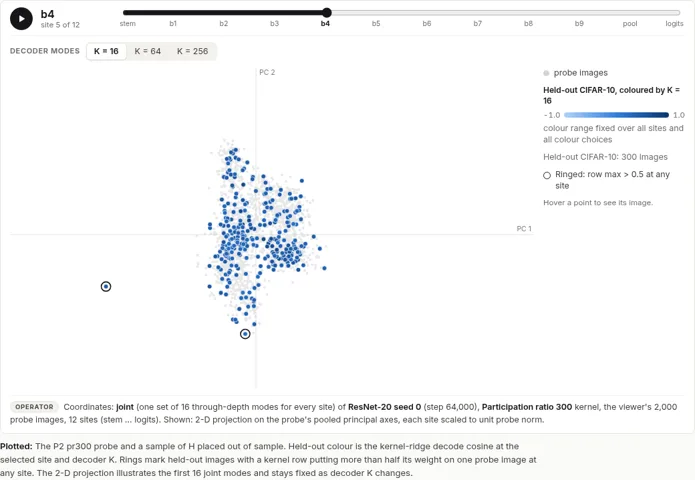 b4
site 5 of 12
stem b1 b2 b3 b4 b5 b6 b7 b8 b9 pool logits
DECODER MODES K = 16 K = 64 K = 256
PC 2
PC 1
probe images
Held-out CIFAR-10, coloured by K =
16
-1.0 1.0
colour range fixed over all sites and
all colour choices
Held-out CIFAR-10: 300 images
Ringed: row max > 0.5 at any
site
Hover a point to see its image.
OPERATOR Coordinates: joint (one set of 16 through-depth modes for every site) of ResNet-20 seed 0 (step 64,000), Participation ratio 300 kernel, the viewer's 2,000
probe images, 12 sites (stem ... logits). Shown: 2-D projection on the probe's pooled principal axes, each site scaled to unit probe norm.
Plotted: The P2 pr300 probe and a sample of H placed out of sample. Held-out colour is the kernel-ridge decode cosine at the
selected site and decoder K. Rings mark held-out images with a kernel row putting more than half its weight on one probe image at
any site. The 2-D projection illustrates the first 16 joint modes and stays fixed as decoder K changes.